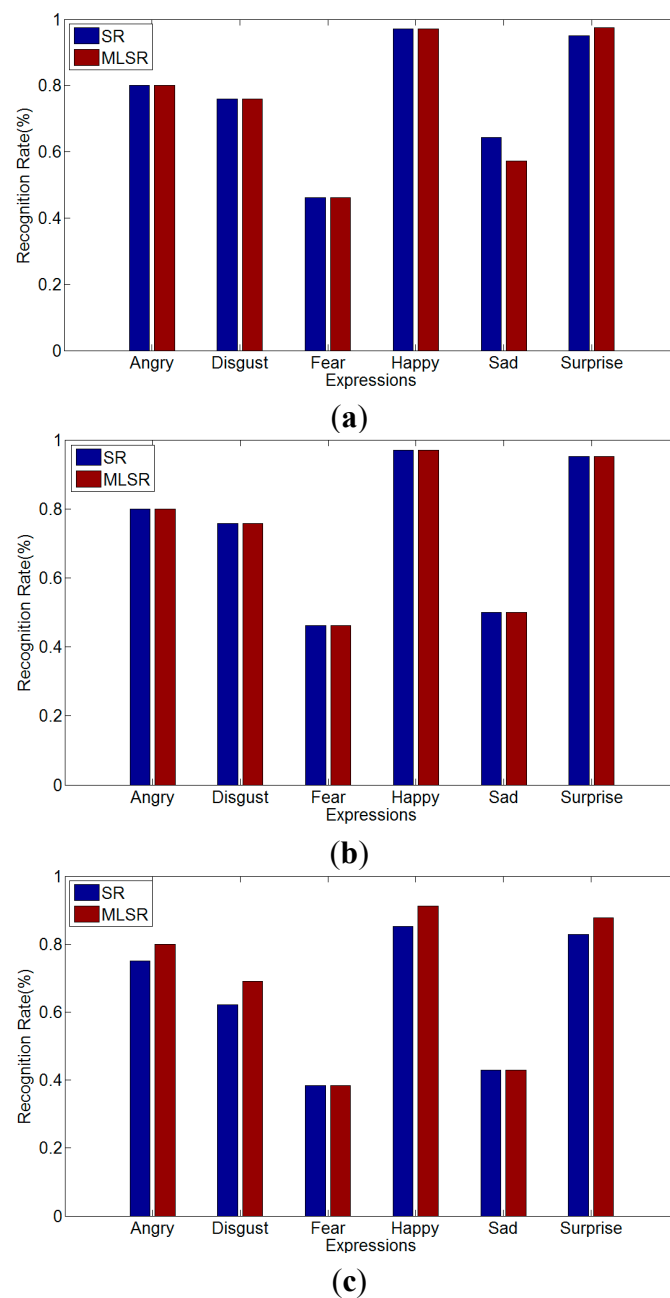 1
SR
MLSR
0.8
0.6
0.4
0.2
0
Recognition Rate(%)
Angry Disgust Fear Happy Sad Surprise
Expressions
(a)
1
SR
MLSR
0.8
0.6
0.4
0.2
0
Recognition Rate(%)
Angry Disgust Fear Happy Sad Surprise
Expressions
(b)
1
SR
MLSR
0.8
0.6
0.4
0.2
0
Recognition Rate(%)
Angry Disgust Fear Happy Sad Surprise
Expressions
(c)